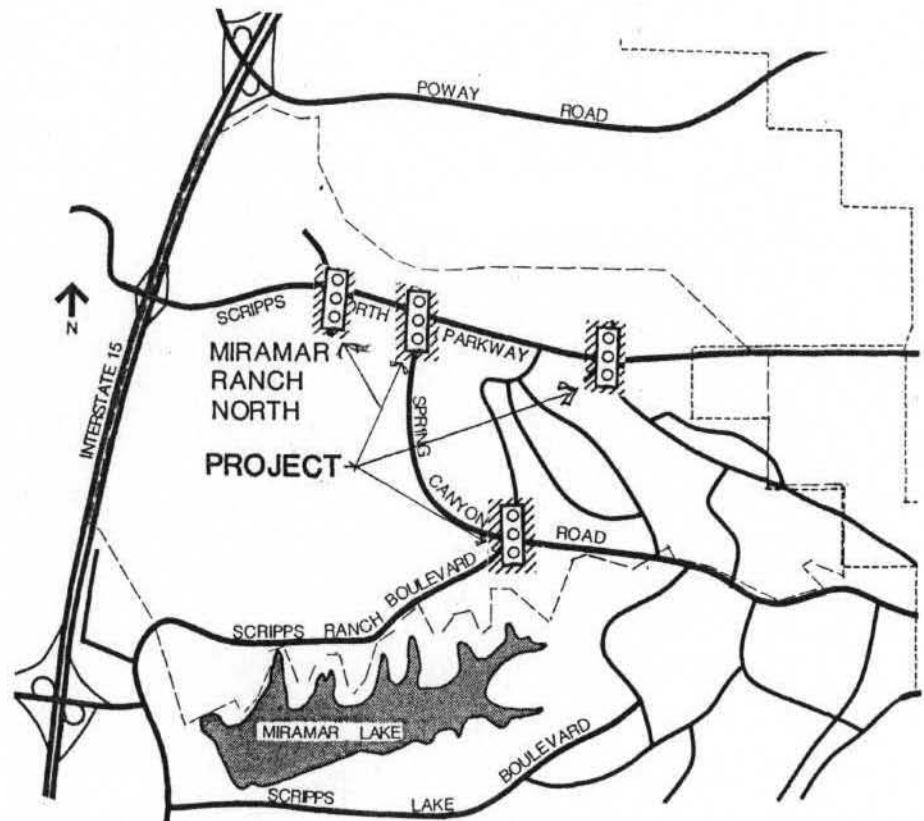 POWAY ROAD
N
INTERSTATE 15
SCRIPPS ORTH PARKWAY
MIRAMAR
RANCH
NORTH
PROJECT
SPRING CANYON ROAD
SCRIPPS RANCH BOULEVARD
MIRAMAR LAKE
SCRIPPS LAKE BOULEVARD